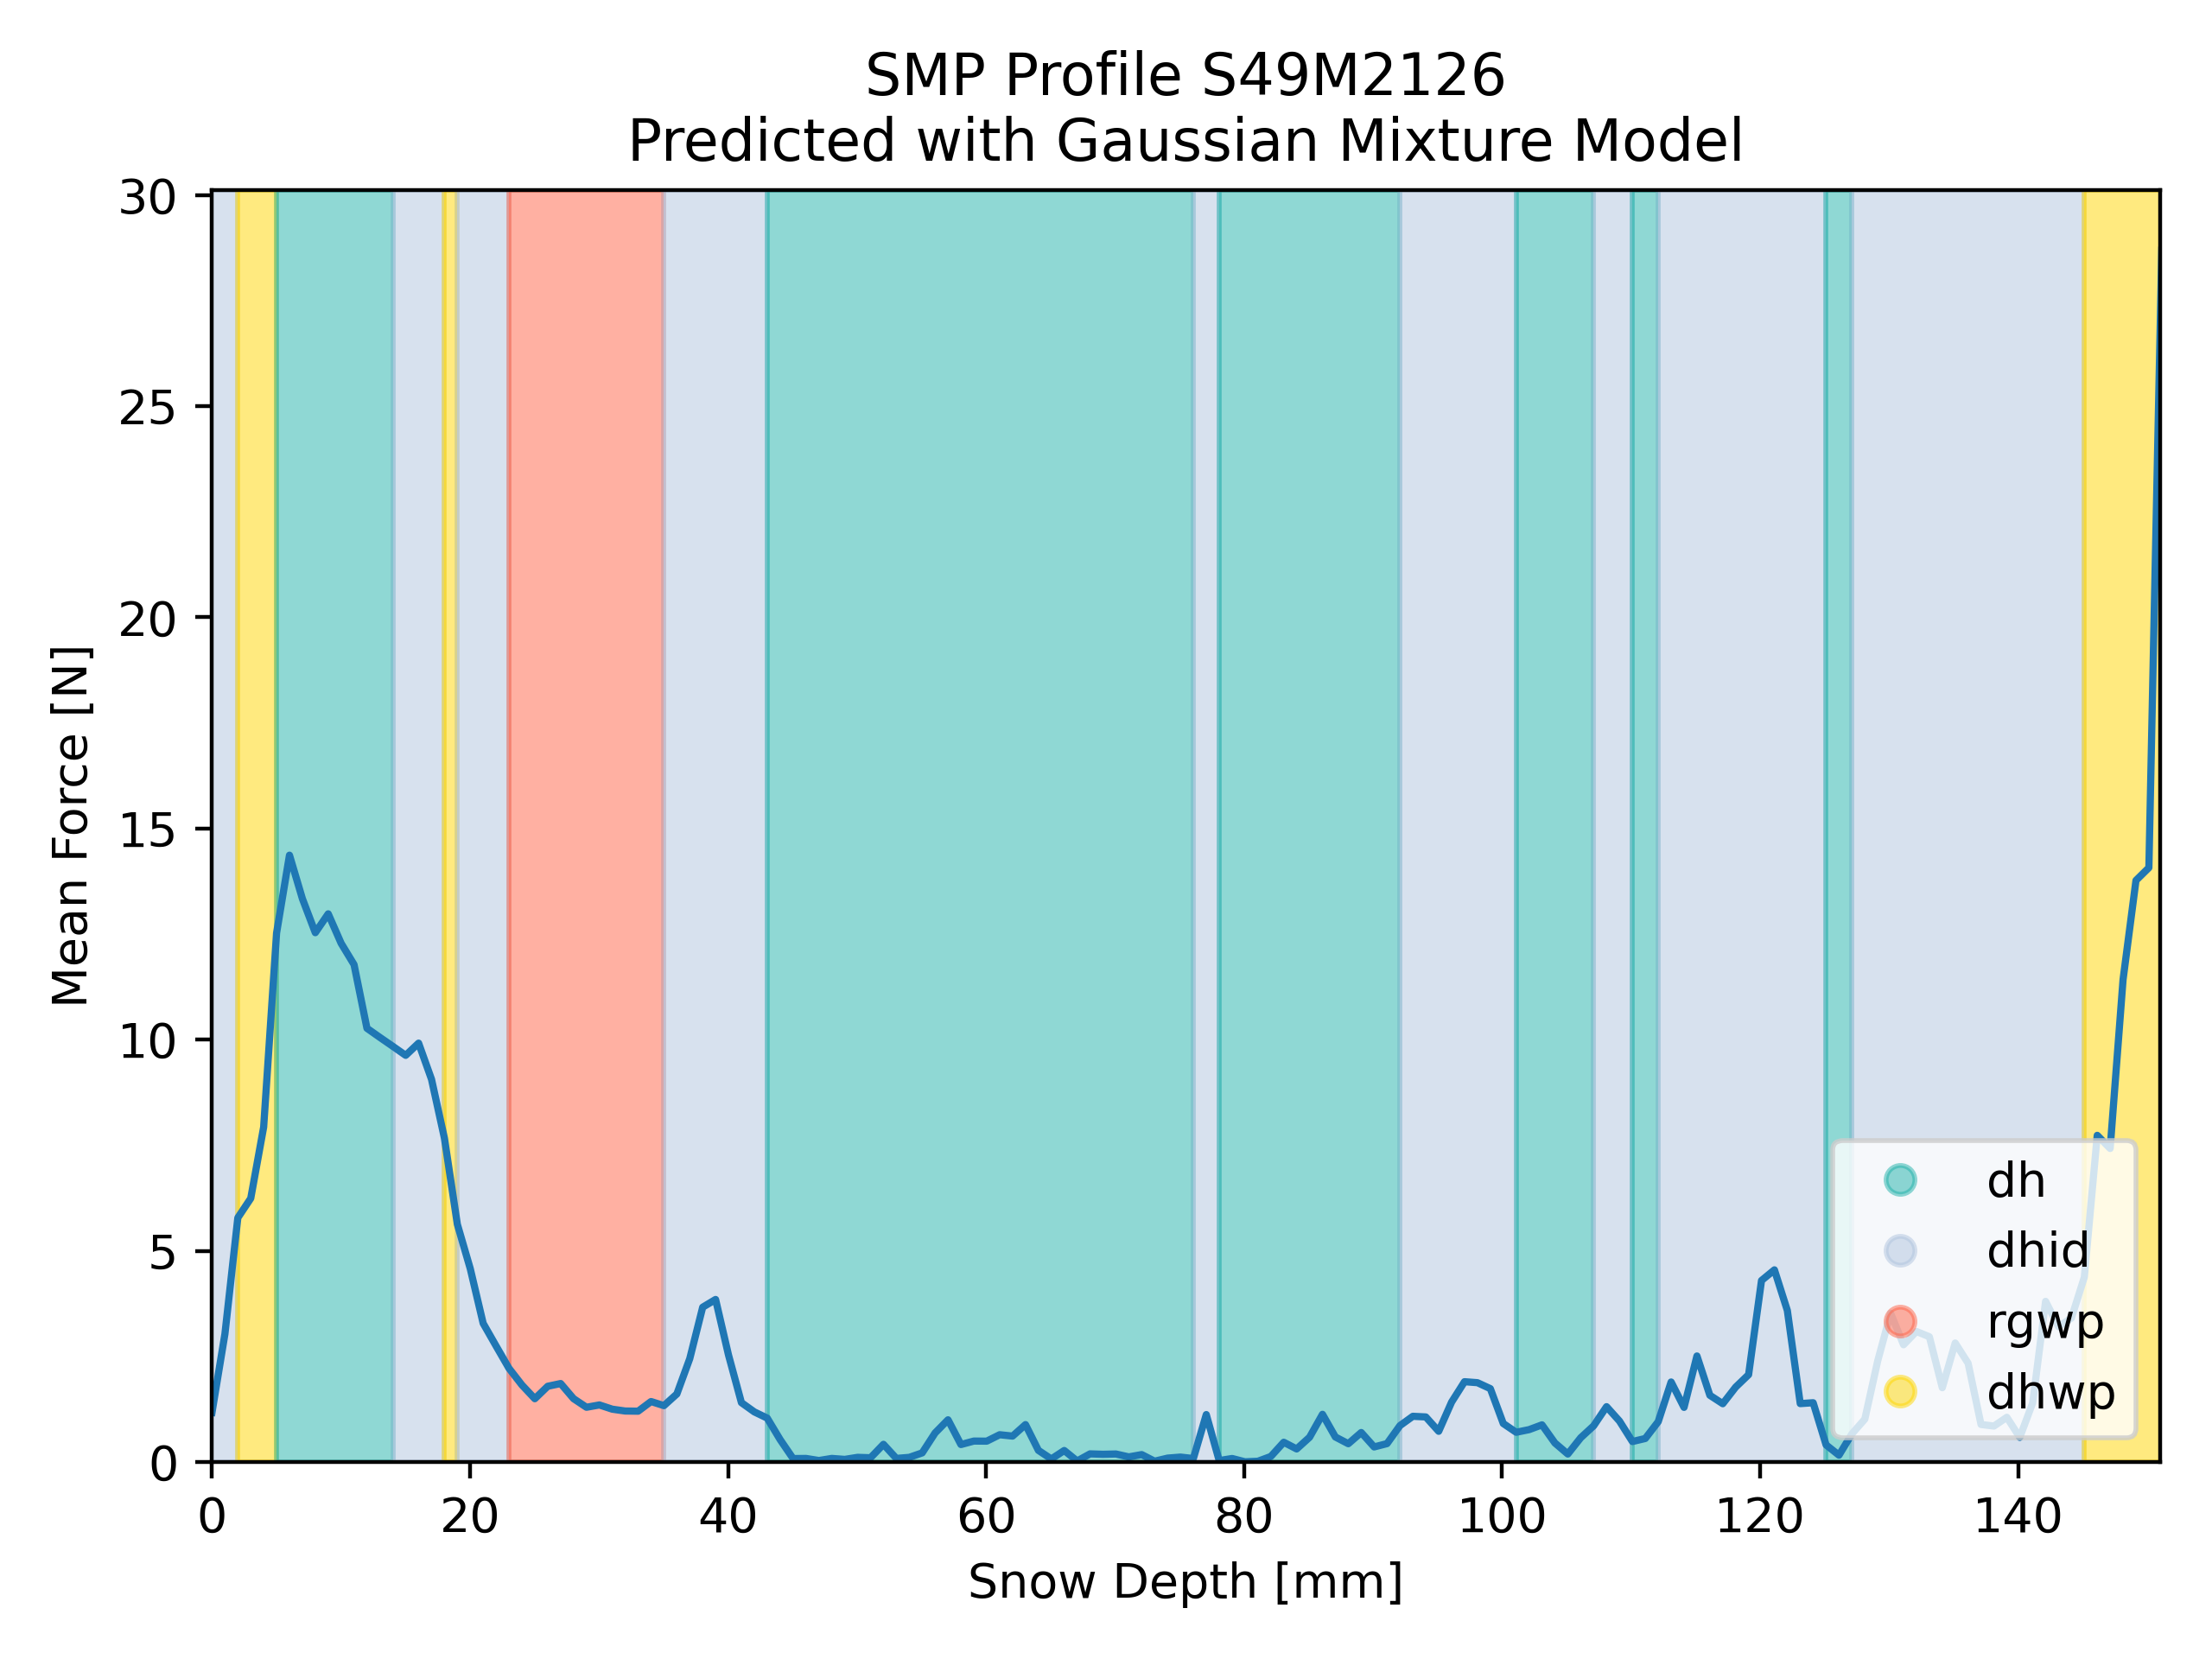 SMP Profile S49M2126
Predicted with Gaussian Mixture Model
30
25
20
15
10
5
0
Mean Force [N]
dh
dhid
rgwp
dhwp
0 20 40 60 80 100 120 140
Snow Depth [mm]